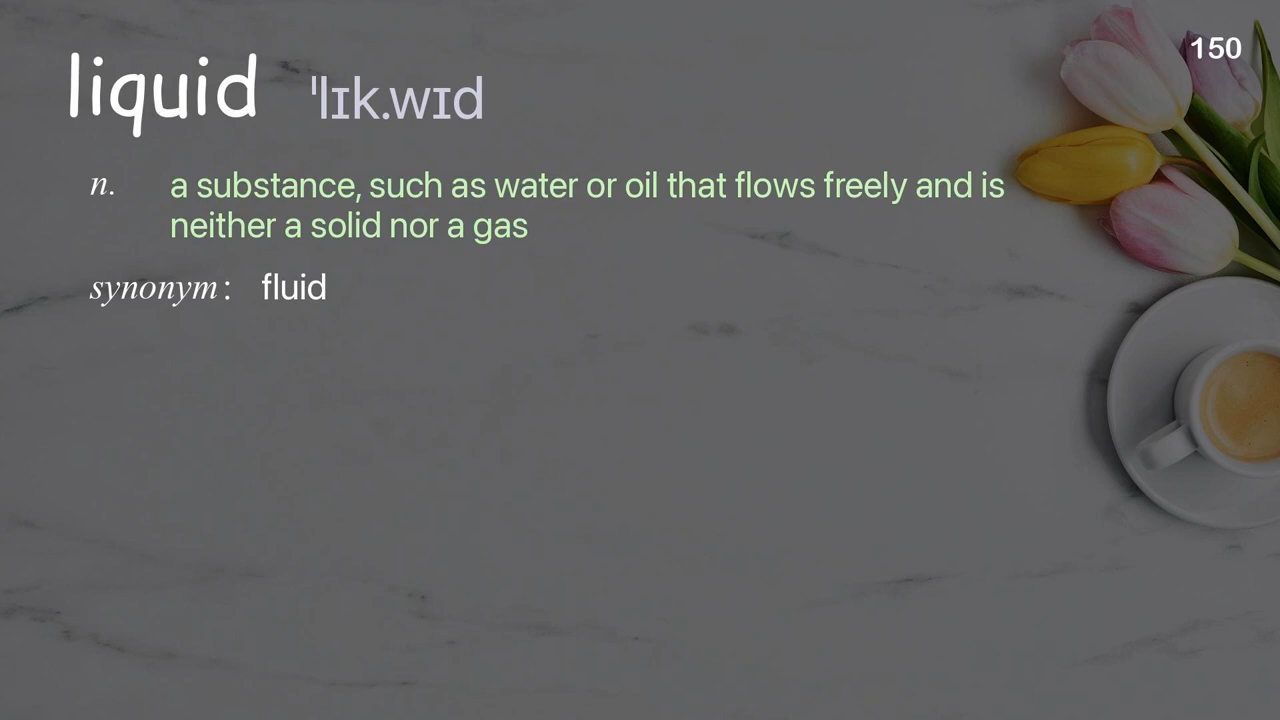 150
liquid ˈlɪk.wɪd
n. a substance, such as water or oil that flows freely and is
neither a solid nor a gas
synonym: fluid